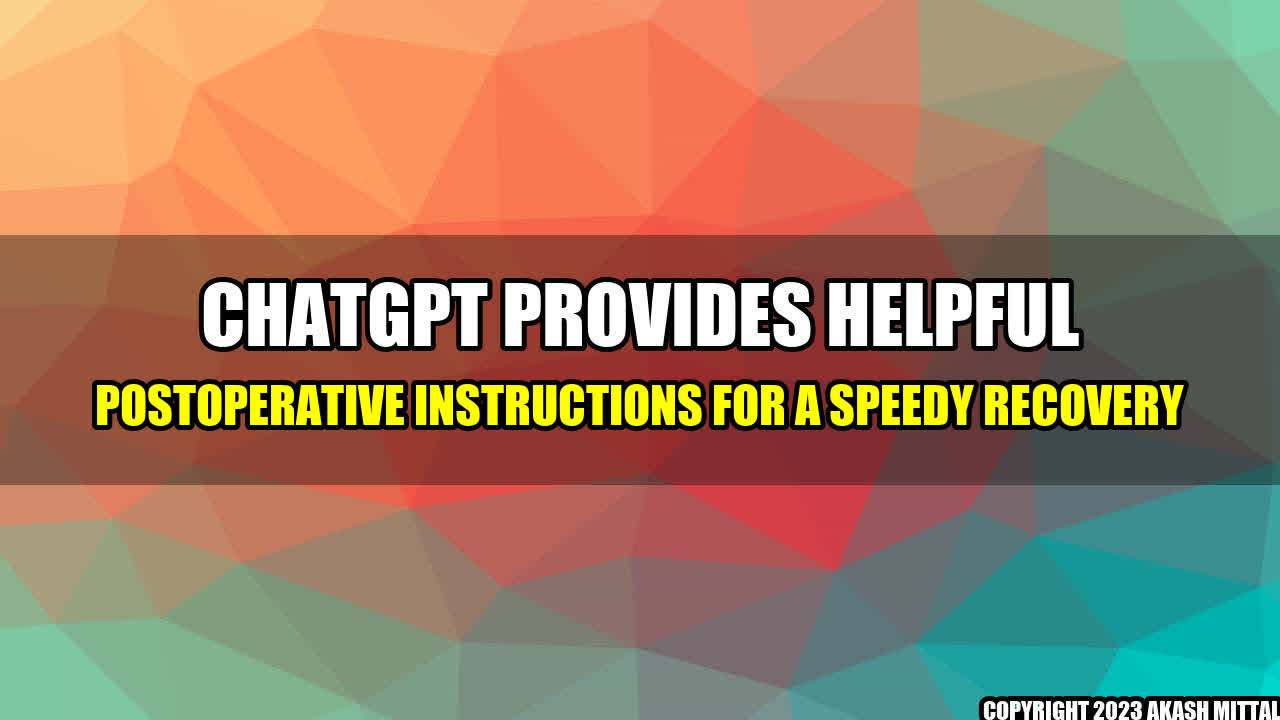 CHATGPT PROVIDES HELPFUL
POSTOPERATIVE INSTRUCTIONS FOR A SPEEDY RECOVERY
COPYRIGHT 2023 AKASH MITTAL